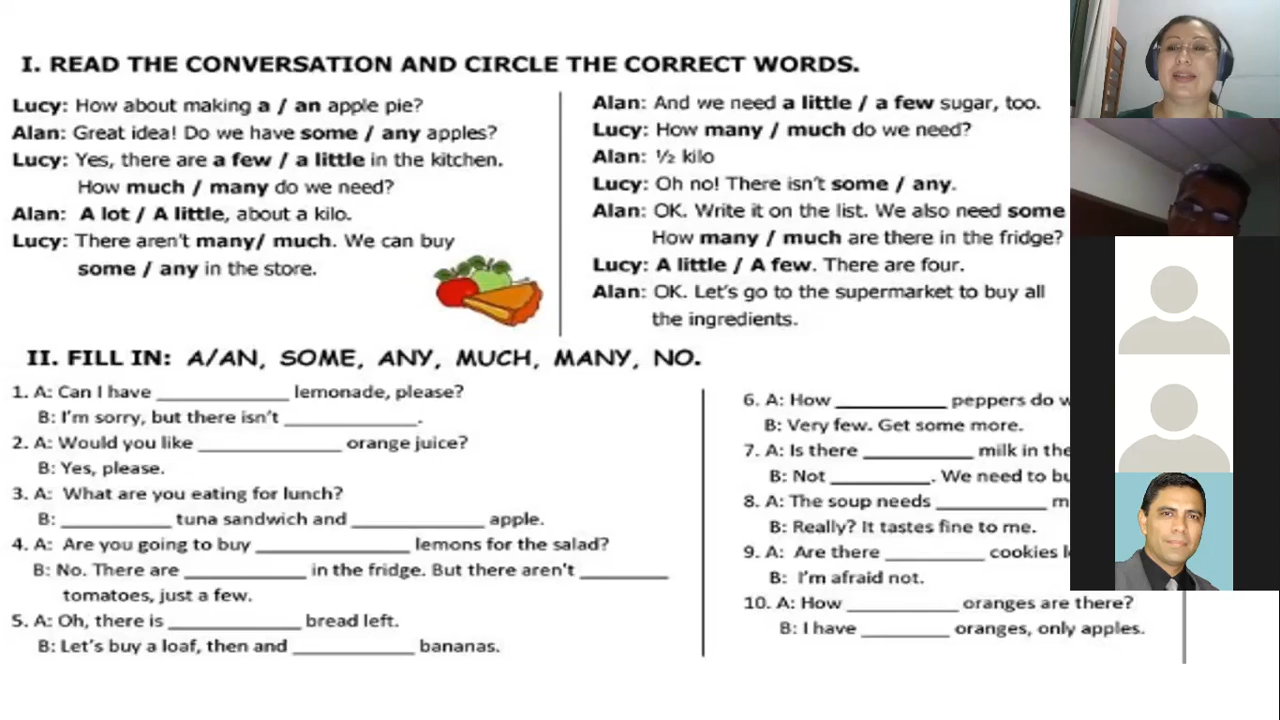 I. READ THE CONVERSATION AND CIRCLE THE CORRECT WORDS.
Lucy: How about making a / an apple pie?
Alan: Great idea! Do we have some / any apples?
Lucy: Yes, there are a few / a little in the kitchen.
How much / many do we need?
Alan: A lot / A little, about a kilo.
Lucy: There aren't many/ much. We can buy
some / any in the store.
Alan: And we need a little / a few sugar, too.
Lucy: How many / much do we need?
Alan: ½ kilo
Lucy: Oh no! There isn't some / any.
Alan: OK. Write it on the list. We also need some
How many / much are there in the fridge?
Lucy: A little / A few. There are four.
Alan: OK. Let's go to the supermarket to buy all
the ingredients.
II. FILL IN: A/AN, SOME, ANY, MUCH, MANY, NO.
1. A: Can I have ____________ lemonade, please?
B: I'm sorry, but there isn't ____________.
2. A: Would you like _____________ orange juice?
B: Yes, please.
3. A: What are you eating for lunch?
B: __________ tuna sandwich and ____________ apple.
4. A: Are you going to buy ______________ lemons for the salad?
B: No. There are ___________ in the fridge. But there aren't ________
tomatoes, just a few.
5. A: Oh, there is ____________ bread left.
B: Let's buy a loaf, then and ___________ bananas.
6. A: How __________ peppers do
B: Very few. Get some more.
7. A: Is there __________ milk in the
B: Not _________. We need to
8. A: The soup needs __________
B: Really? It tastes fine to me.
9. A: Are there _________ cookies
B: I'm afraid not.
10. A: How __________ oranges are there?
B: I have ________ oranges, only apples.